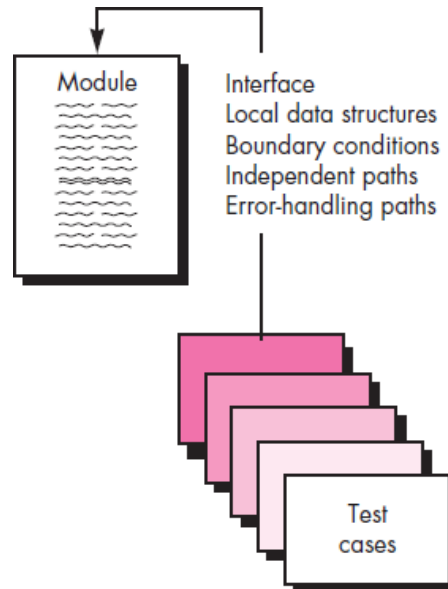 Module
Interface
Local data structures
Boundary conditions
Independent paths
Error-handling paths
Test
cases